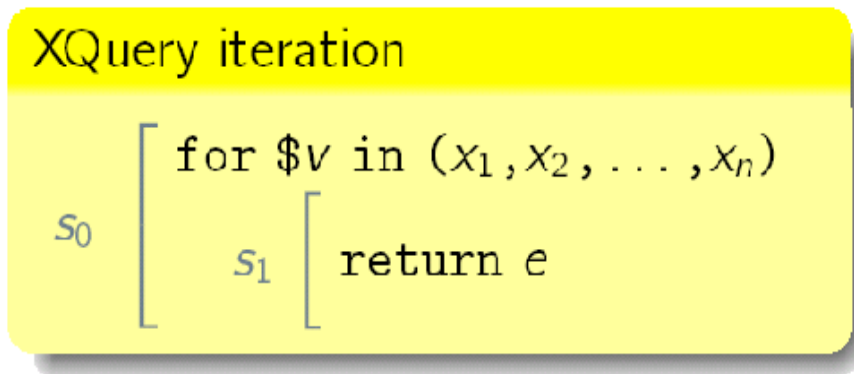 XQuery iteration
for $v in (x₁,x₂,...,xₙ)
s₀
s₁ return e